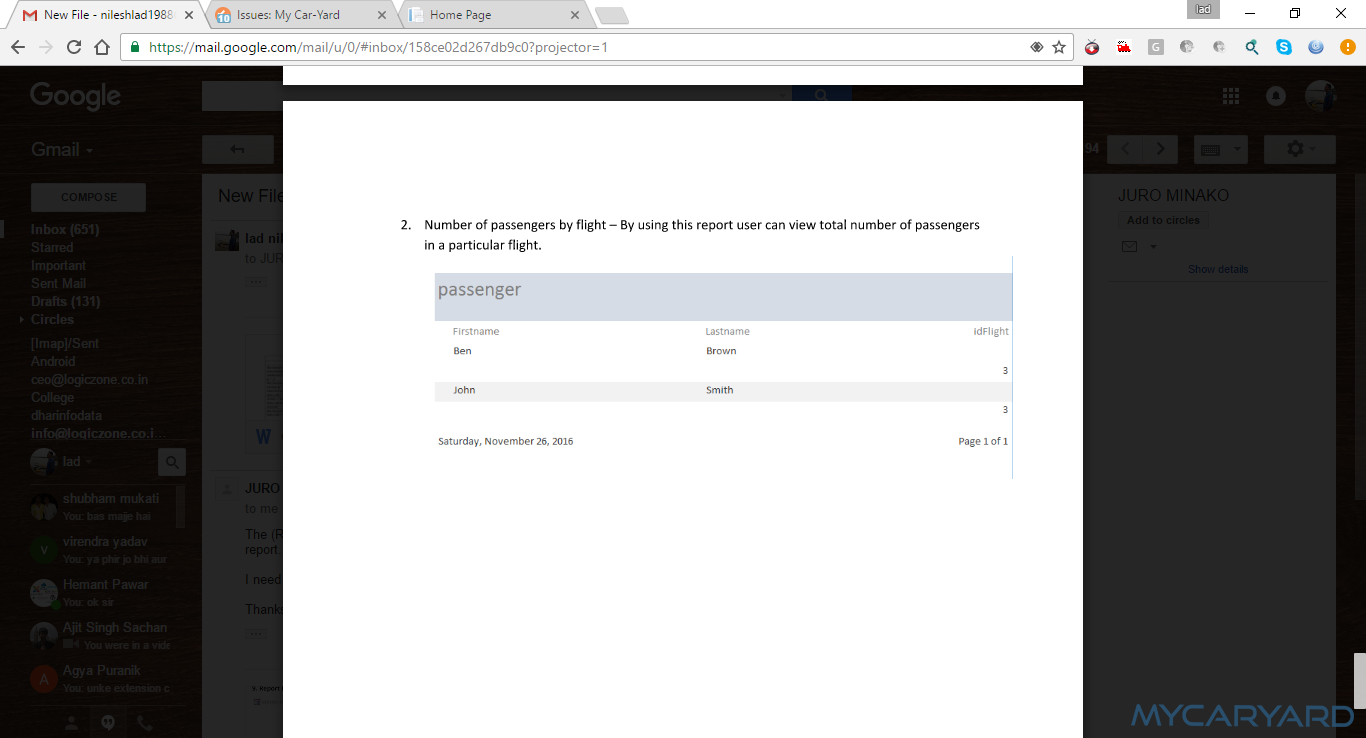 New File - nileshlad1988
Issues: My Car-Yard
Home Page
lad
https://mail.google.com/mail/u/0/#inbox/158ce02d267db9c0?projector=1
Google
Gmail
94
COMPOSE
New File
JURO MINAKO
Add to circles
Show details
Inbox (651)
Starred
Important
Sent Mail
Drafts (131)
Circles
[Imap]/Sent
Android
ceo@logiczone.co.in
College
dharinfodata
info@logiczone.co.i...
lad
lad nil
to JUR
W
shubham mukati
You: bas majje hai
virendra yadav
You: ya phir jo bhi aur
Hemant Pawar
You: ok sir
Ajit Singh Sachan
You were in a vide
Agya Puranik
You: unke extension c
JURO
to me
The (R
report
I need
Thanks
2. Number of passengers by flight – By using this report user can view total number of passengers
in a particular flight.
passenger
Firstname Lastname idFlight
Ben Brown
3
John Smith
3
Saturday, November 26, 2016 Page 1 of 1
MYCARYARD